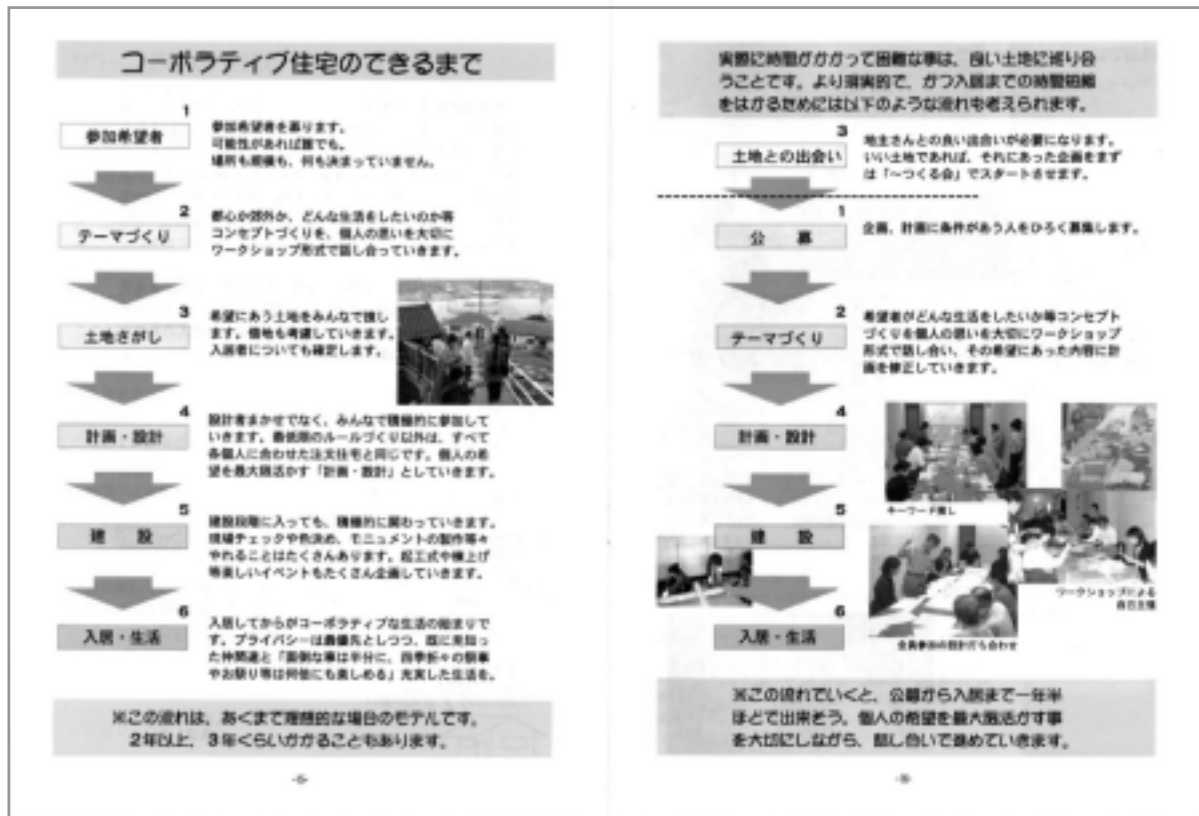 コーポラティブ住宅のできるまで
1
参加希望者
参加希望者を募ります。
可能性があれば誰でも。
場所も規模も、何も決まっていません。
2
テーマづくり
都心か郊外か、どんな生活をしたいのか等
コンセプトづくりを、個人の思いを大切に
ワークショップ形式で話し合っていきます。
3
土地さがし
希望にあう土地をみんなで捜し
ます。借地も考慮していきます。
入居者についても確定します。
4
計画・設計
設計者まかせでなく、みんなで積極的に参加して
いきます。最低限のルールづくり以外は、すべて
各個人に合わせた注文住宅と同じです。個人の希
望を最大限活かす「計画・設計」としていきます。
5
建　設
建設段階に入っても、積極的に関わっていきます。
現場チェックや色決め、モニュメントの製作等々
やれることはたくさんあります。起工式や棟上げ
等楽しいイベントもたくさん企画していきます。
6
入居・生活
入居してからがコーポラティブな生活の始まりで
す。プライバシーは最優先としつつ、既に見知っ
た仲間達と「面倒な事は半分に、四季折々の祭事
やお祭り等は何倍にも楽しめる」充実した生活を。
※この流れは、あくまで理想的な場合のモデルです。
2年以上、3年くらいかかることもあります。
実際に時間がかかって困難な事は、良い土地に巡り会
うことです。より現実的で、かつ入居までの時間短縮
をはかるためには以下のような流れも考えられます。
3
土地との出会い
地主さんとの良い出合いが必要になります。
いい土地であれば、それにあった企画をまず
は「〜つくる会」でスタートさせます。
1
公　募
企画、計画に条件があう人をひろく募集します。
2
テーマづくり
希望者がどんな生活をしたいか等コンセプト
づくりを個人の思いを大切にワークショップ
形式で話し合い、その希望にあった内容に計
画を修正していきます。
4
計画・設計
キーワード捜し
5
建　設
ワークショップによる
自己主張
6
入居・生活
全員参加の設計打ち合わせ
※この流れでいくと、公募から入居まで一年半
ほどで出来そう。個人の希望を最大限活かす事
を大切にしながら、話し合いで進めていきます。